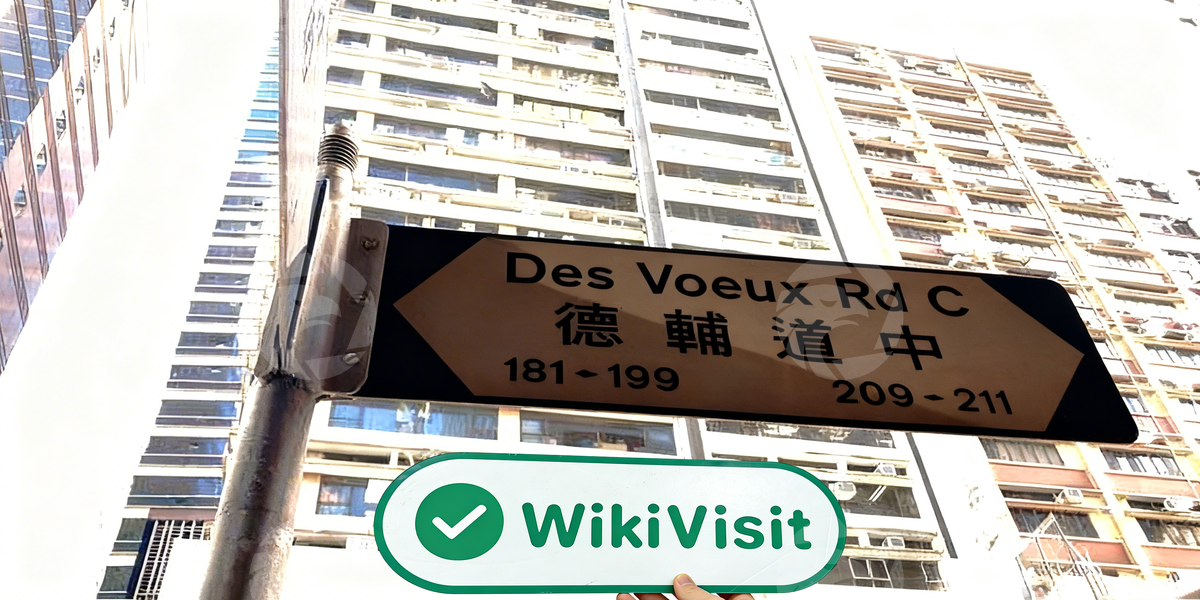 Des Voeux Rd C
德輔道中
181 - 199 209 - 211
WikiVisit